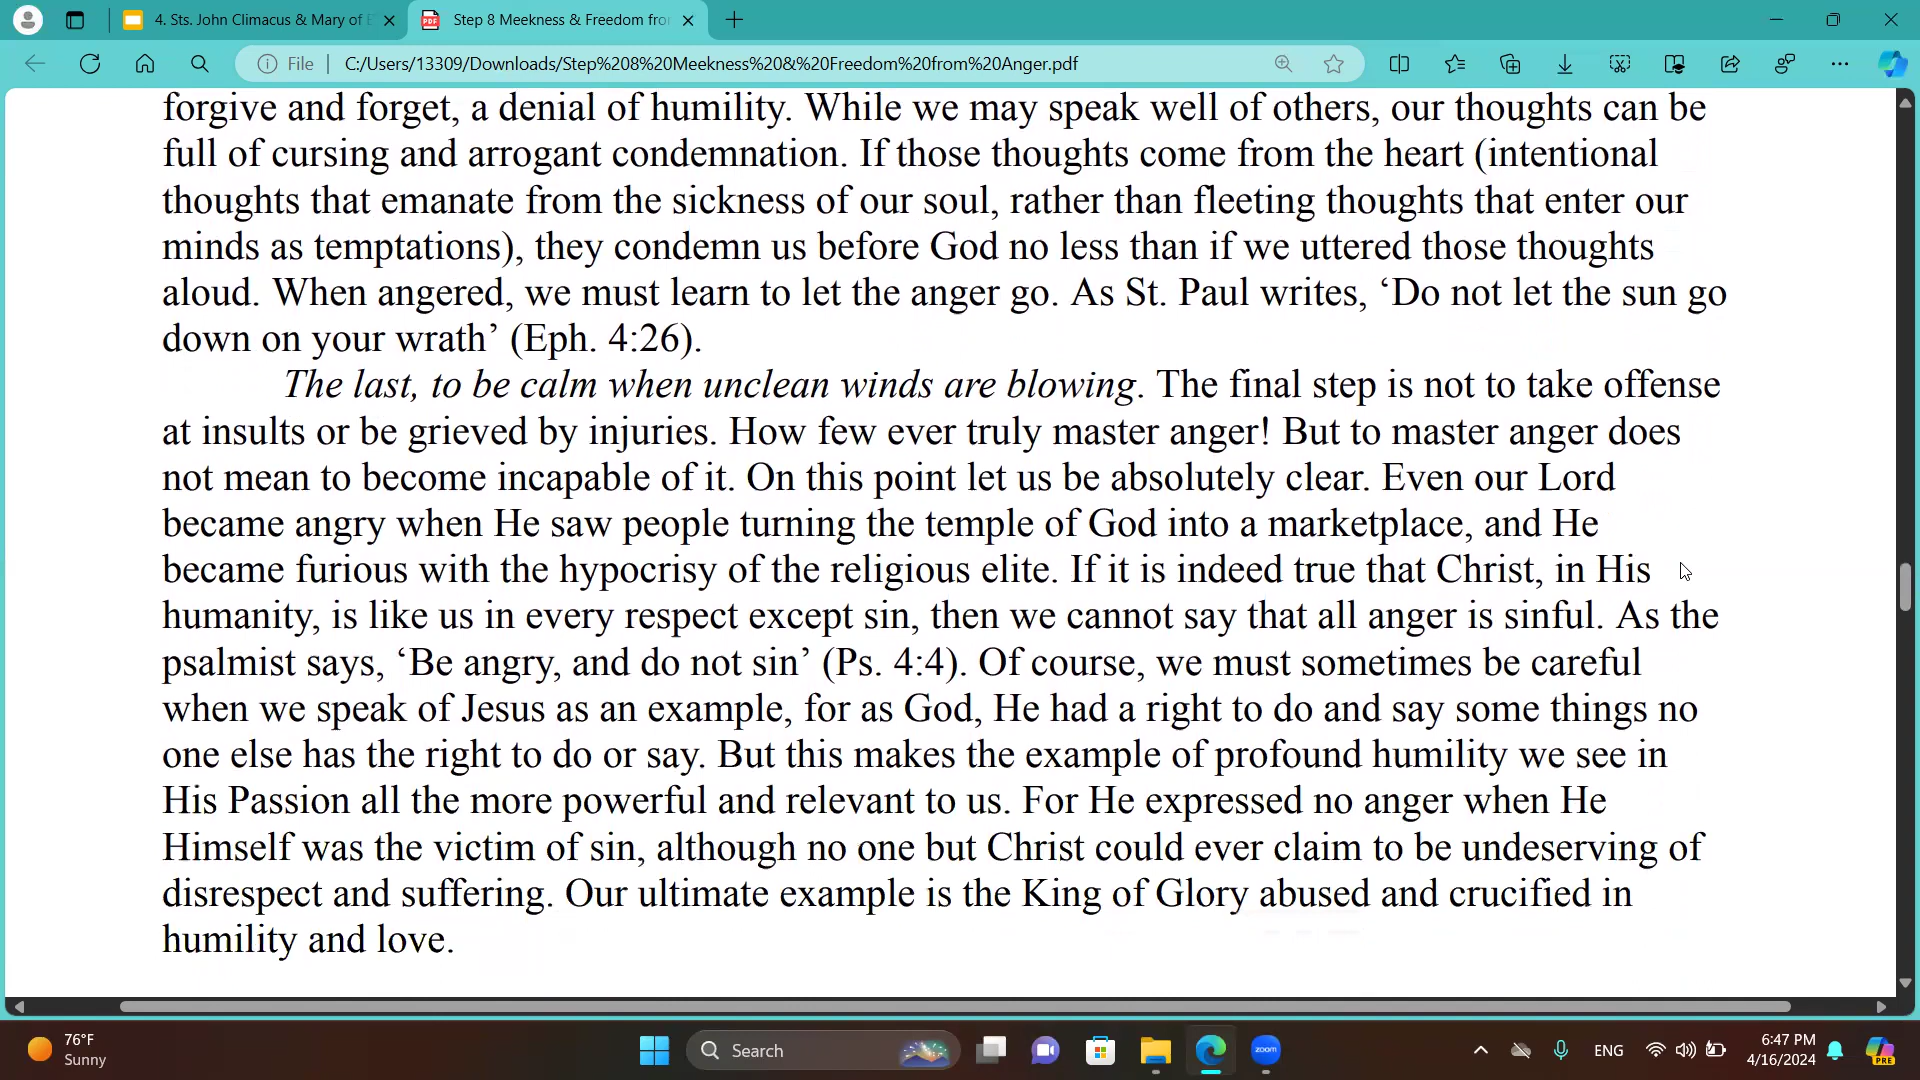 4. Sts. John Climacus & Mary of
Step 8 Meekness & Freedom fro
File
C:/Users/13309/Downloads/Step%208%20Meekness%20&%20Freedom%20from%20Anger.pdf
forgive and forget, a denial of humility. While we may speak well of others, our thoughts can be
full of cursing and arrogant condemnation. If those thoughts come from the heart (intentional
thoughts that emanate from the sickness of our soul, rather than fleeting thoughts that enter our
minds as temptations), they condemn us before God no less than if we uttered those thoughts
aloud. When angered, we must learn to let the anger go. As St. Paul writes, ‘Do not let the sun go
down on your wrath’ (Eph. 4:26).
The last, to be calm when unclean winds are blowing. The final step is not to take offense
at insults or be grieved by injuries. How few ever truly master anger! But to master anger does
not mean to become incapable of it. On this point let us be absolutely clear. Even our Lord
became angry when He saw people turning the temple of God into a marketplace, and He
became furious with the hypocrisy of the religious elite. If it is indeed true that Christ, in His
humanity, is like us in every respect except sin, then we cannot say that all anger is sinful. As the
psalmist says, ‘Be angry, and do not sin’ (Ps. 4:4). Of course, we must sometimes be careful
when we speak of Jesus as an example, for as God, He had a right to do and say some things no
one else has the right to do or say. But this makes the example of profound humility we see in
His Passion all the more powerful and relevant to us. For He expressed no anger when He
Himself was the victim of sin, although no one but Christ could ever claim to be undeserving of
disrespect and suffering. Our ultimate example is the King of Glory abused and crucified in
humility and love.
76°F
Sunny
Search
zoom
ENG
6:47 PM
4/16/2024
PRE